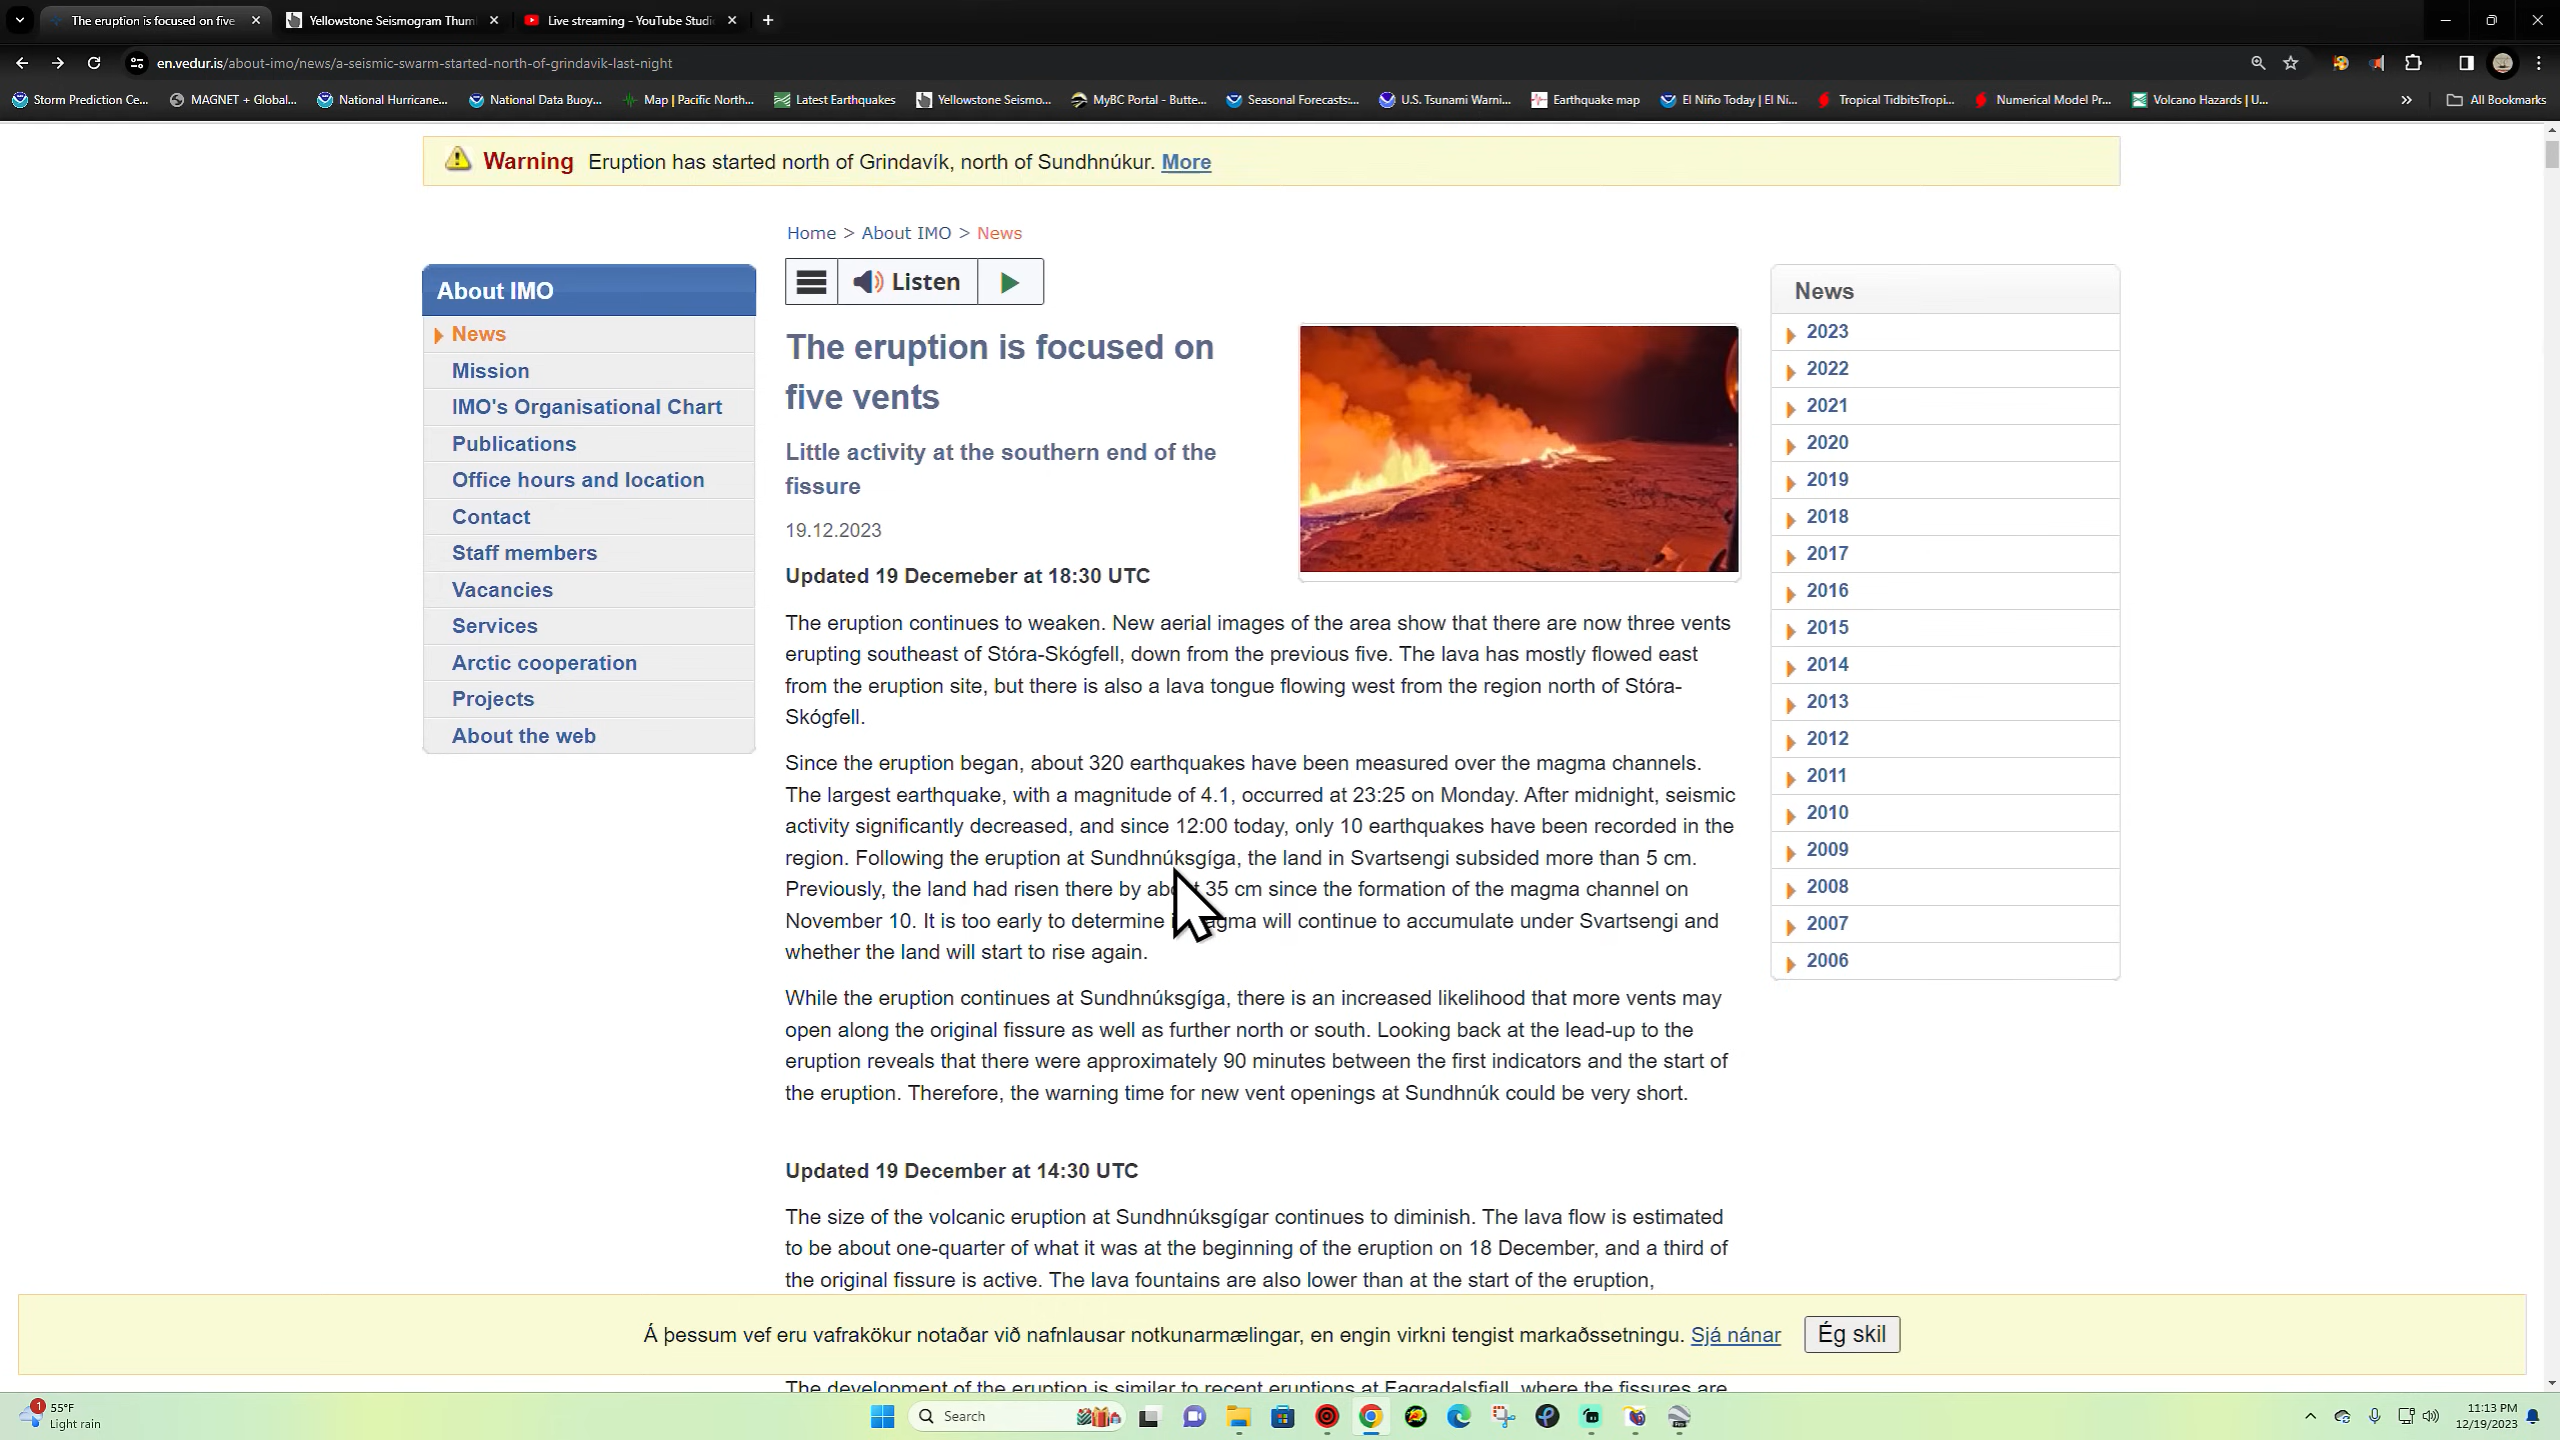 The eruption is focused on five
Yellowstone Seismogram Thum
Live streaming - YouTube Studi
en.vedur.is/about-imo/news/a-seismic-swarm-started-north-of-grindavik-last-night
Storm Prediction Ce...
MAGNET + Global...
National Hurricane...
National Data Buoy...
Map | Pacific North...
Latest Earthquakes
Yellowstone Seismo...
MyBC Portal - Butte...
Seasonal Forecasts:...
U.S. Tsunami Warni...
Earthquake map
El Niño Today | El Ni...
Tropical TidbitsTropi...
Numerical Model Pr...
Volcano Hazards | U...
All Bookmarks
Warning Eruption has started north of Grindavík, north of Sundhnúkur. More
Home > About IMO > News
Listen
About IMO
News
Mission
IMO's Organisational Chart
Publications
Office hours and location
Contact
Staff members
Vacancies
Services
Arctic cooperation
Projects
About the web
The eruption is focused on
five vents
Little activity at the southern end of the
fissure
19.12.2023
Updated 19 Decemeber at 18:30 UTC
The eruption continues to weaken. New aerial images of the area show that there are now three vents
erupting southeast of Stóra-Skógfell, down from the previous five. The lava has mostly flowed east
from the eruption site, but there is also a lava tongue flowing west from the region north of Stóra-
Skógfell.
Since the eruption began, about 320 earthquakes have been measured over the magma channels.
The largest earthquake, with a magnitude of 4.1, occurred at 23:25 on Monday. After midnight, seismic
activity significantly decreased, and since 12:00 today, only 10 earthquakes have been recorded in the
region. Following the eruption at Sundhnúksgíga, the land in Svartsengi subsided more than 5 cm.
Previously, the land had risen there by about 35 cm since the formation of the magma channel on
November 10. It is too early to determine magma will continue to accumulate under Svartsengi and
whether the land will start to rise again.
While the eruption continues at Sundhnúksgíga, there is an increased likelihood that more vents may
open along the original fissure as well as further north or south. Looking back at the lead-up to the
eruption reveals that there were approximately 90 minutes between the first indicators and the start of
the eruption. Therefore, the warning time for new vent openings at Sundhnúk could be very short.
Updated 19 December at 14:30 UTC
The size of the volcanic eruption at Sundhnúksgígar continues to diminish. The lava flow is estimated
to be about one-quarter of what it was at the beginning of the eruption on 18 December, and a third of
the original fissure is active. The lava fountains are also lower than at the start of the eruption,
News
2023
2022
2021
2020
2019
2018
2017
2016
2015
2014
2013
2012
2011
2010
2009
2008
2007
2006
Á þessum vef eru vafrakökur notaðar við nafnlausar notkunarmælingar, en engin virkni tengist markaðssetningu. Sjá nánar
Ég skil
The development of the eruption is similar to recent eruptions at Fagradalsfjall, where the fissures are
1
55°F
Light rain
Search
11:13 PM
12/19/2023